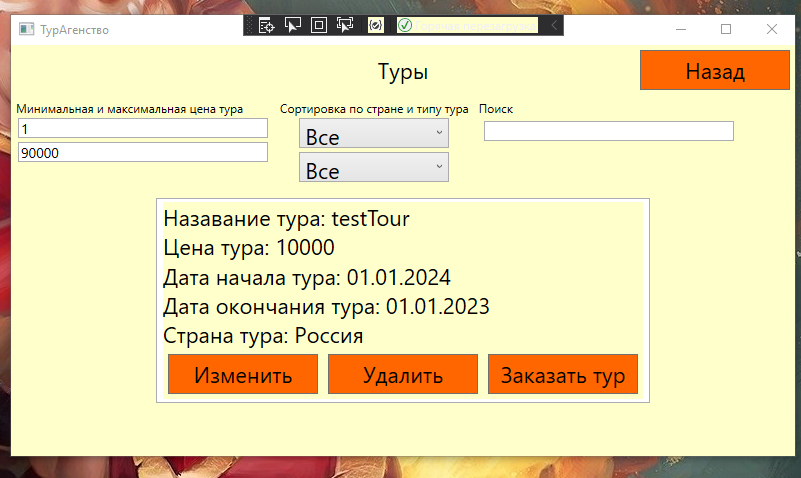 ТурАгенство
Туры
Назад
Минимальная и максимальная цена тура
Сортировка по стране и типу тура
Поиск
1
90000
Все
Все
Назавание тура: testTour
Цена тура: 10000
Дата начала тура: 01.01.2024
Дата окончания тура: 01.01.2023
Страна тура: Россия
Изменить
Удалить
Заказать тур